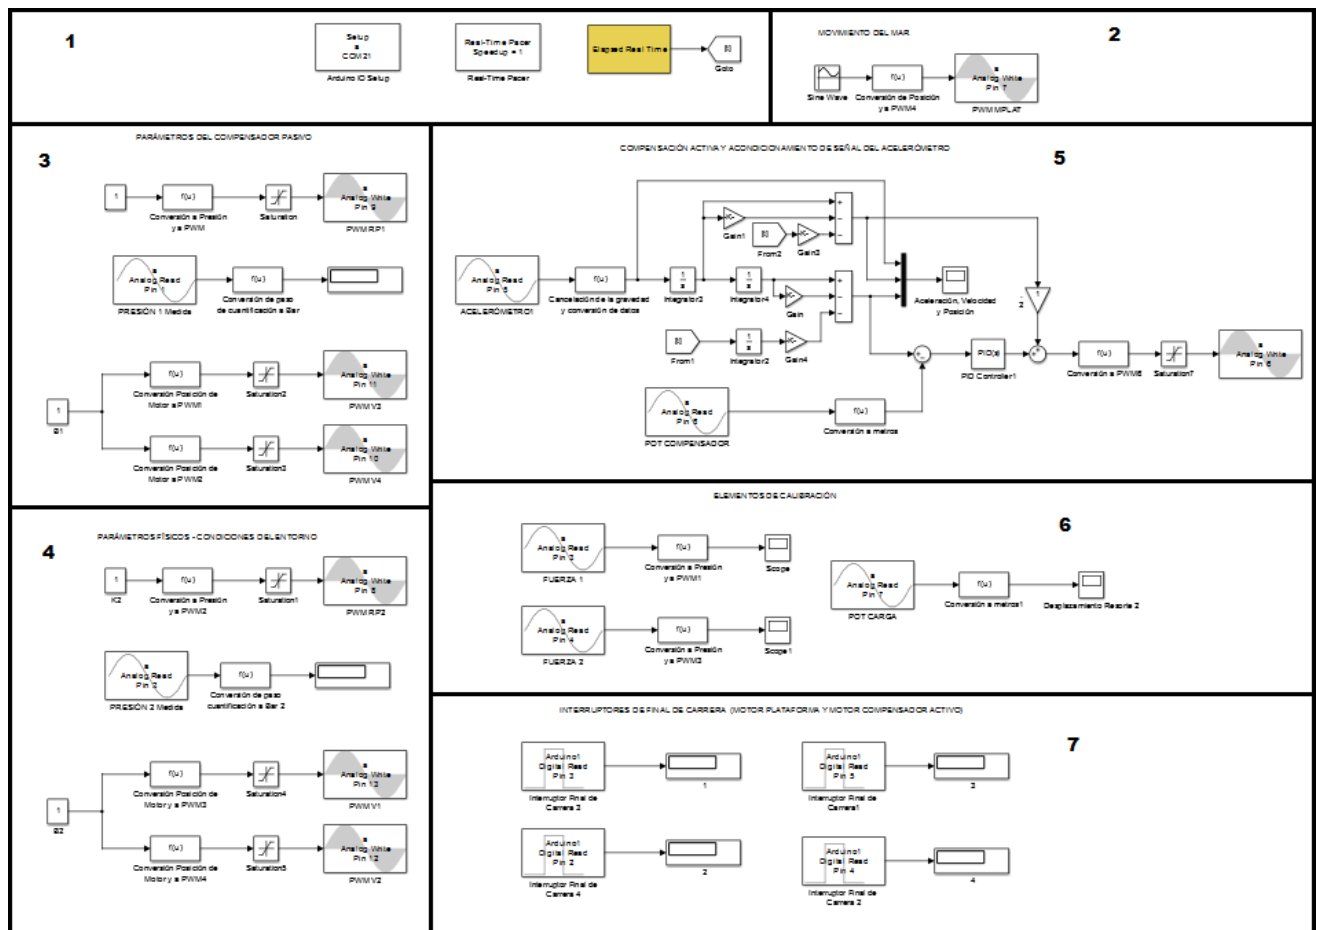 1
Setup
a
COM21
Arduino IO Setup
Real-Time Pacer
Speedup = 1
Real-Time Pacer
Elapsed Real Time
[t]
Goto
2
MOVIMIENTO DEL MAR
Sine Wave
f(u)
Conversión de Posición
y a PWM4
a
Analog Write
Pin 7
PWM MPLAT
3
PARÁMETROS DEL COMPENSADOR PASIVO
1
f(u)
Conversión a Presión
y a PWM
Saturation
a
Analog Write
Pin 9
PWM RP1
a
Analog Read
Pin 1
PRESIÓN 1 Medida
f(u)
Conversión de paso
de cuantificación a Bar
1
B1
f(u)
Conversión Posición de
Motor a PWM1
Saturation2
a
Analog Write
Pin 11
PWM V3
f(u)
Conversión Posición de
Motor a PWM2
Saturation3
a
Analog Write
Pin 10
PWM V4
4
PARÁMETROS FÍSICOS - CONDICIONES DEL ENTORNO
1
K2
f(u)
Conversión a Presión
y a PWM2
Saturation1
a
Analog Write
Pin 8
PWM RP2
a
Analog Read
Pin 2
PRESIÓN 2 Medida
f(u)
Conversión de paso
cuantificación a Bar 2
1
B2
f(u)
Conversión Posición de
Motor y a PWM3
Saturation4
a
Analog Write
Pin 13
PWM V1
f(u)
Conversión Posición de
Motor y a PWM4
Saturation5
a
Analog Write
Pin 12
PWM V2
5
COMPENSACIÓN ACTIVA Y ACONDICIONAMIENTO DE SEÑAL DEL ACELERÓMETRO
a
Analog Read
Pin 5
ACELERÓMETRO1
f(u)
Cancelación de la gravedad
y conversión de datos
1
s
Integrator3
1
s
Integrator4
Gain1
[t]
From2
Gain3
Gain
[t]
From1
1
s
Integrator2
Gain4
Aceleración, Velocidad
y Posición
a
Analog Read
Pin 6
POT COMPENSADOR
f(u)
Conversión a metros
PID(s)
PID Controller1
1
2
f(u)
Conversión a PWM6
Saturation7
a
Analog Write
Pin 6
6
ELEMENTOS DE CALIBRACIÓN
a
Analog Read
Pin 3
FUERZA 1
f(u)
Conversión a Presión
y a PWM1
Scope
a
Analog Read
Pin 4
FUERZA 2
f(u)
Conversión a Presión
y a PWM3
Scope1
a
Analog Read
Pin 7
POT CARGA
f(u)
Conversión a metros1
Desplazamiento Resorte 2
7
INTERRUPTORES DE FINAL DE CARRERA (MOTOR PLATAFORMA Y MOTOR COMPENSADOR ACTIVO)
Arduino1
Digital Read
Pin 3
Interruptor Final de
Carrera 3
1
Arduino1
Digital Read
Pin 5
Interruptor Final de
Carrera1
3
Arduino1
Digital Read
Pin 2
Interruptor Final de
Carrera 4
2
Arduino1
Digital Read
Pin 4
Interruptor Final de
Carrera 2
4